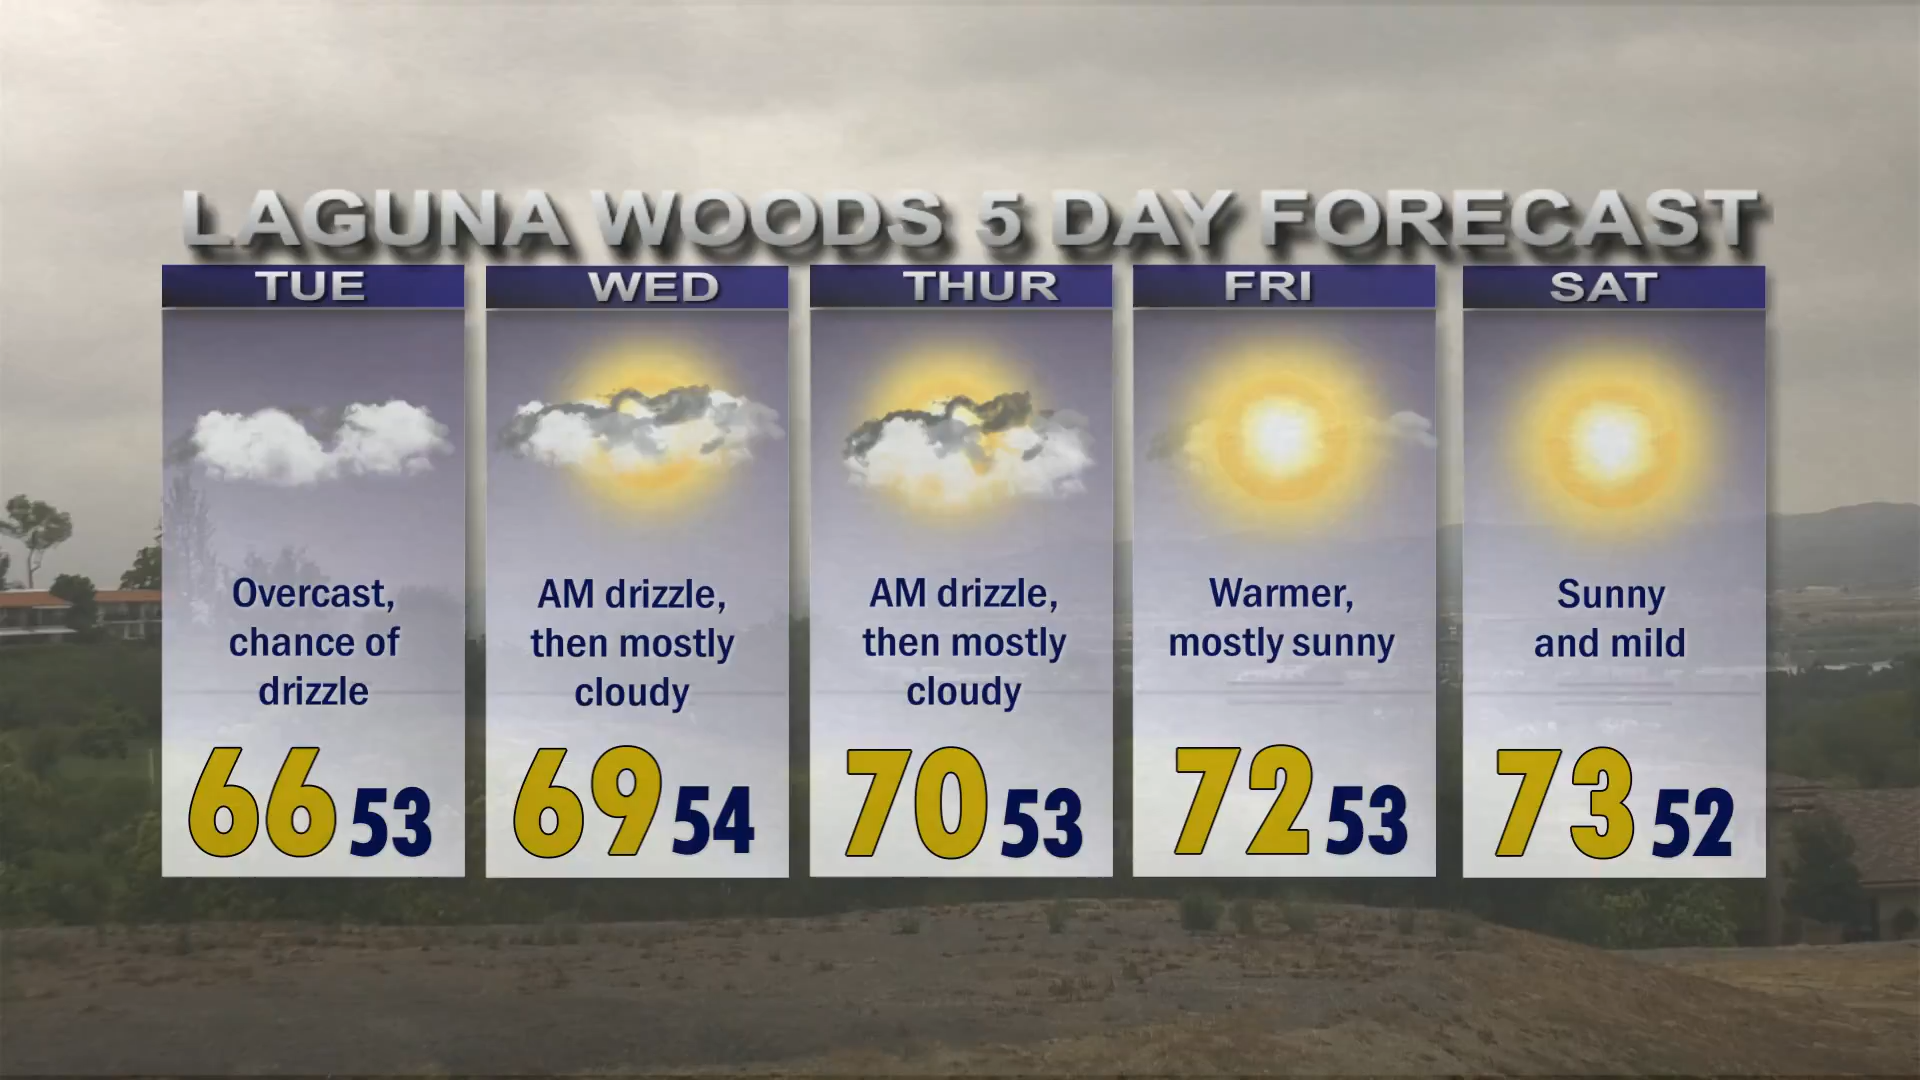 LAGUNA WOODS 5 DAY FORECAST
TUE
Overcast,
chance of
drizzle
66 53
WED
AM drizzle,
then mostly
cloudy
69 54
THUR
AM drizzle,
then mostly
cloudy
70 53
FRI
Warmer,
mostly sunny
72 53
SAT
Sunny
and mild
73 52